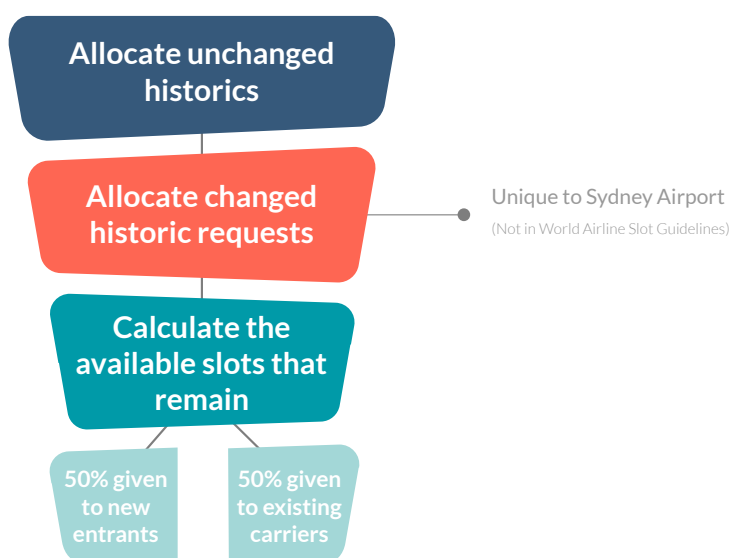 Allocate unchanged
historics
Allocate changed
historic requests
Unique to Sydney Airport
(Not in World Airline Slot Guidelines)
Calculate the
available slots that
remain
50% given
to new
entrants
50% given
to existing
carriers